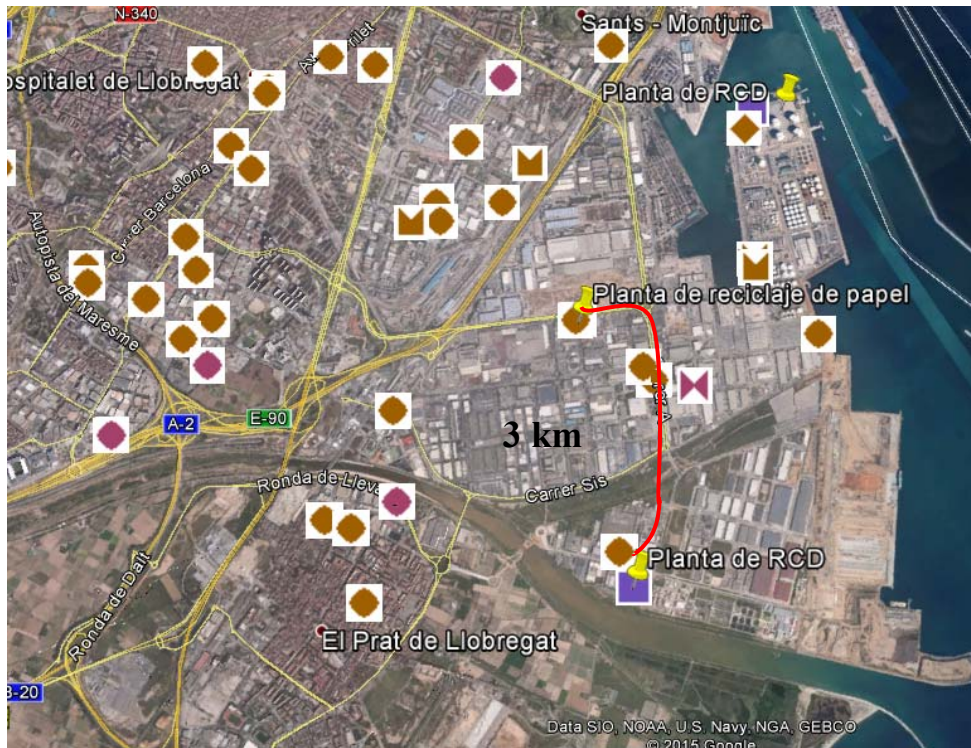 N-340
Sants - Montjuïc
ospitalet de Llobregat
Planta de RCD
Carrer Barcelona
Autopista del Maresme
Planta de reciclaje de papel
A-2
E-90
3 km
Ronda de Lleva
Carrer Sis
Planta de RCD
Ronda de Dalt
El Prat de Llobregat
B-20
Data SIO, NOAA, U.S. Navy, NGA, GEBCO
© 2015 Google